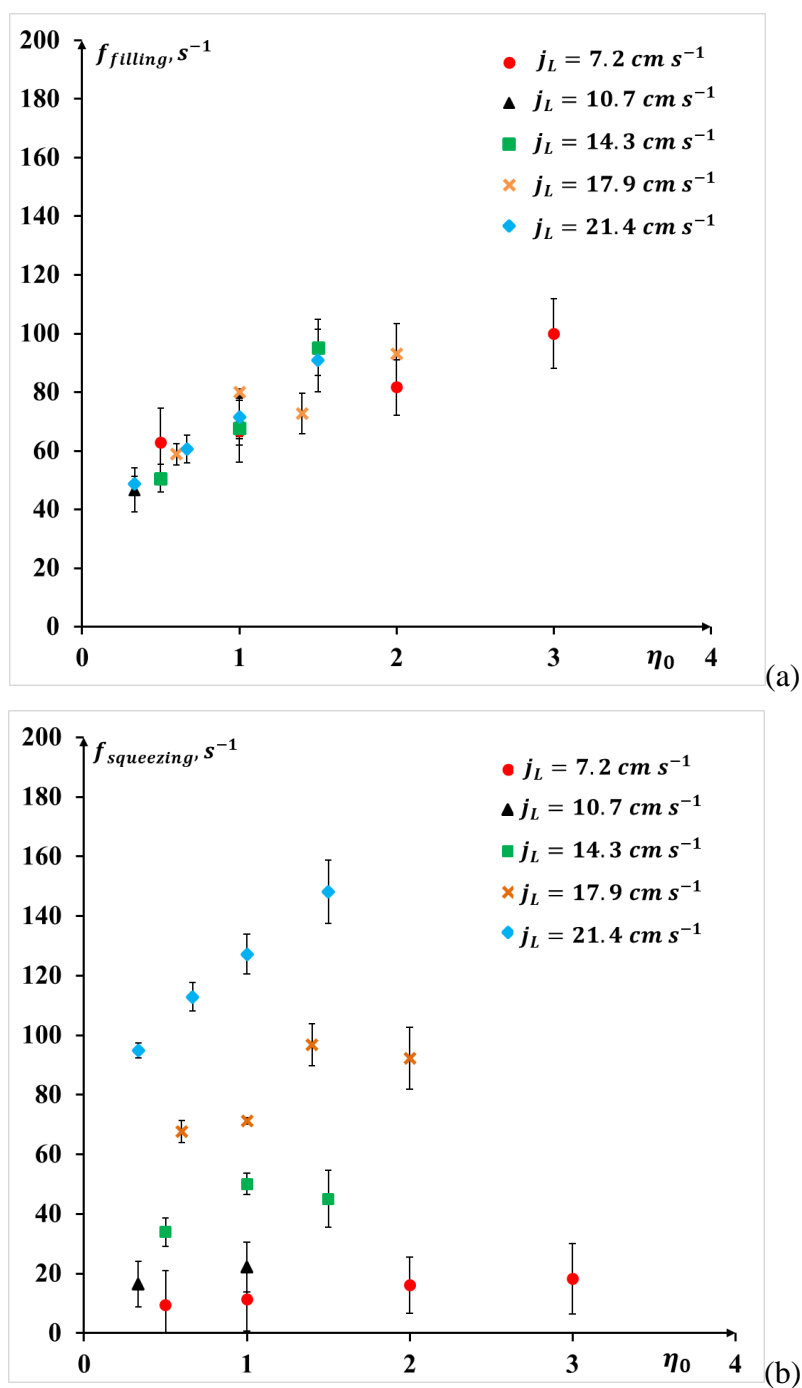 f_filling, s⁻¹
200
180
160
140
120
100
80
60
40
20
0
j_L = 7.2 cm s⁻¹
j_L = 10.7 cm s⁻¹
j_L = 14.3 cm s⁻¹
j_L = 17.9 cm s⁻¹
j_L = 21.4 cm s⁻¹
0 1 2 3 η₀ 4
(a)
f_squeezing, s⁻¹
200
180
160
140
120
100
80
60
40
20
0
j_L = 7.2 cm s⁻¹
j_L = 10.7 cm s⁻¹
j_L = 14.3 cm s⁻¹
j_L = 17.9 cm s⁻¹
j_L = 21.4 cm s⁻¹
0 1 2 3 η₀ 4
(b)